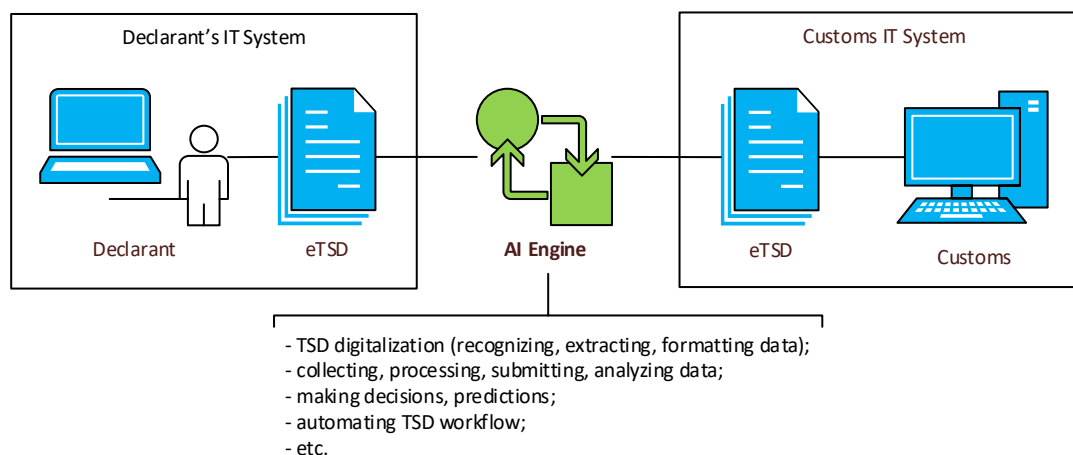 Declarant's IT System
Customs IT System
Declarant
eTSD
AI Engine
eTSD
Customs
- TSD digitalization (recognizing, extracting, formatting data);
- collecting, processing, submitting, analyzing data;
- making decisions, predictions;
- automating TSD workflow;
- etc.